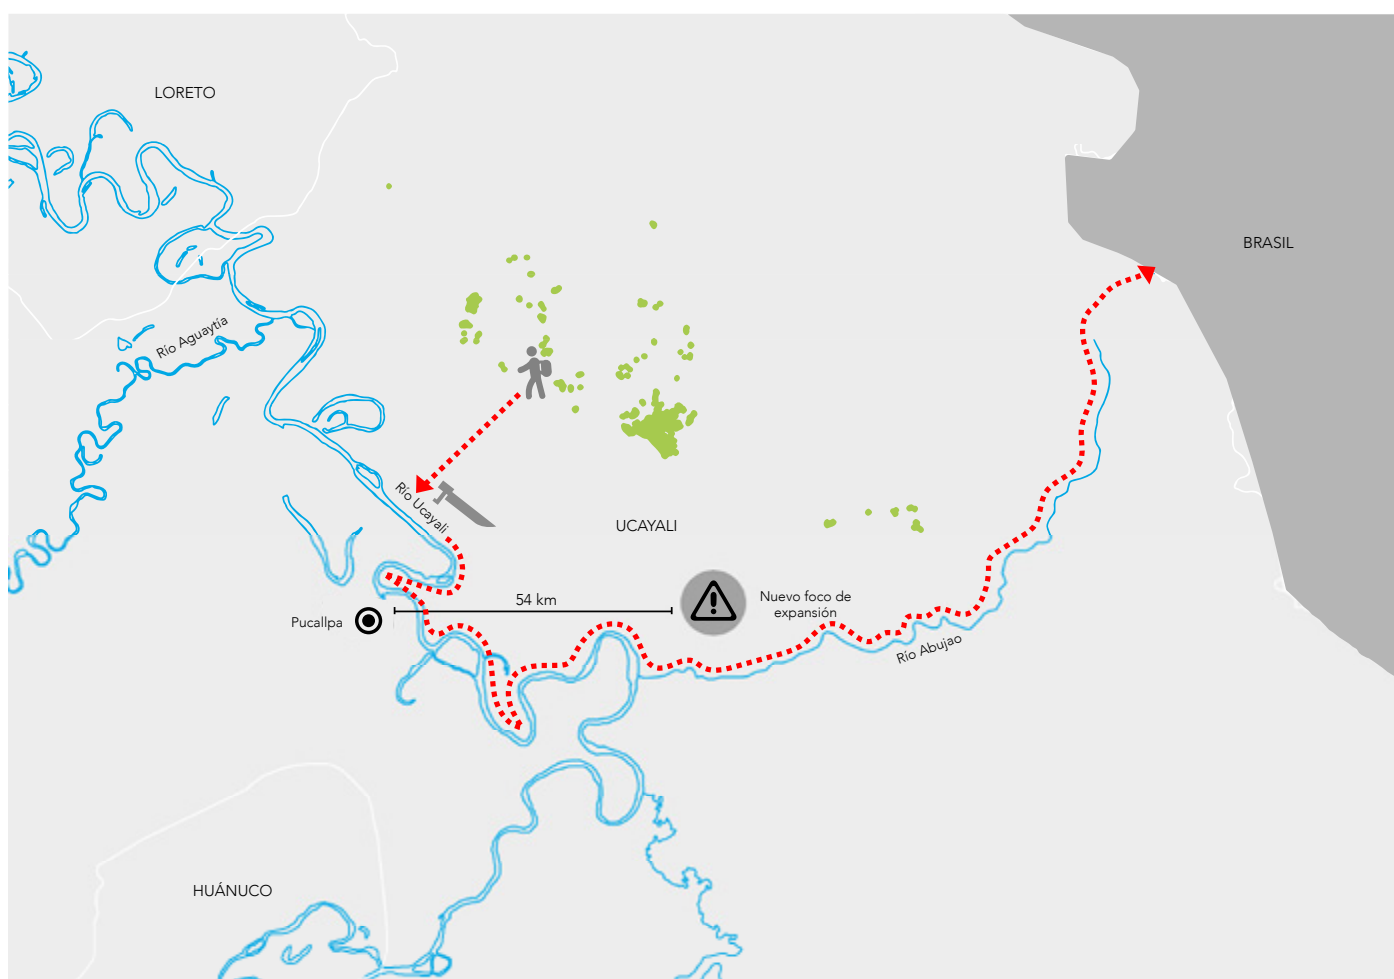 LORETO
BRASIL
Río Aguaytía
Río Ucayali
UCAYALI
54 km
Nuevo foco de
expansión
Pucallpa
Río Abujao
HUÁNUCO